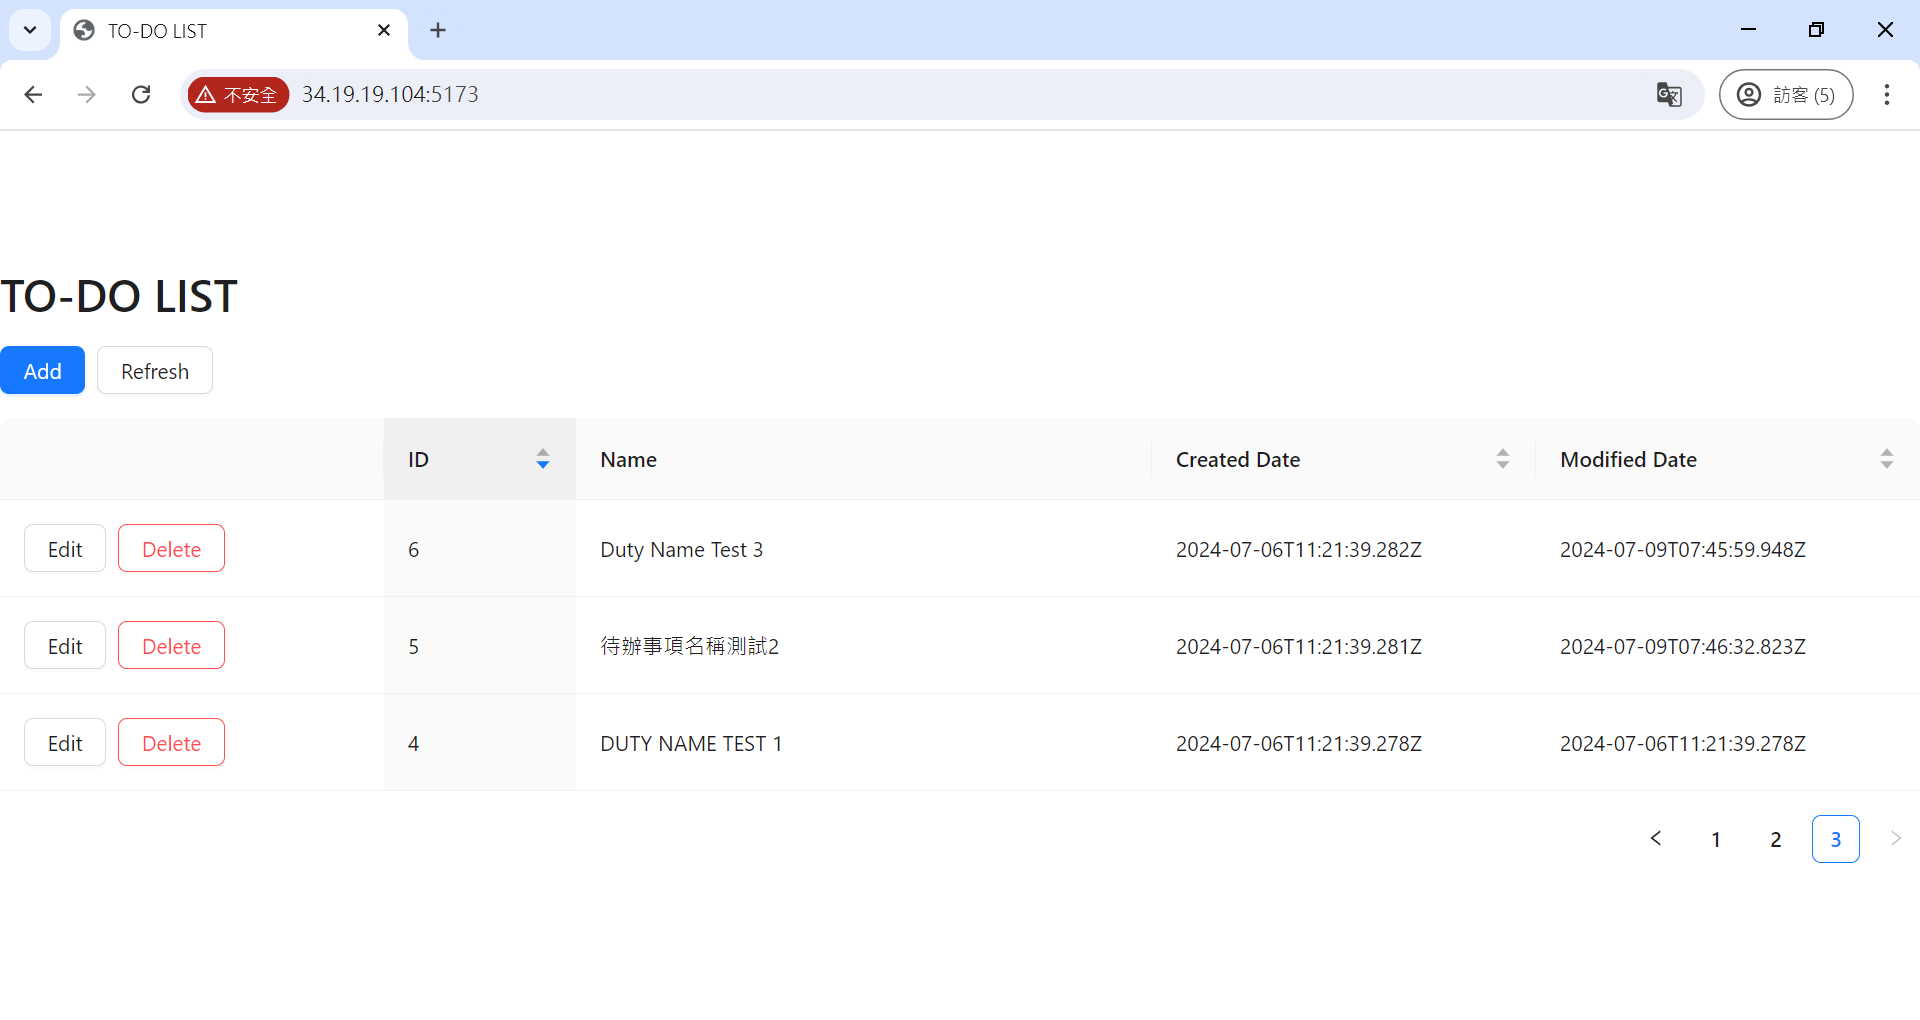 TO-DO LIST
不安全 34.19.19.104:5173 訪客 (5)
TO-DO LIST
Add Refresh
ID Name Created Date Modified Date
Edit Delete 6 Duty Name Test 3 2024-07-06T11:21:39.282Z 2024-07-09T07:45:59.948Z
Edit Delete 5 待辦事項名稱測試2 2024-07-06T11:21:39.281Z 2024-07-09T07:46:32.823Z
Edit Delete 4 DUTY NAME TEST 1 2024-07-06T11:21:39.278Z 2024-07-06T11:21:39.278Z
1 2 3